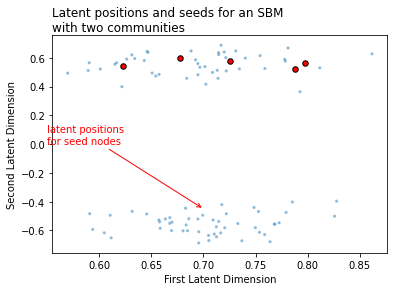 Latent positions and seeds for an SBM
with two communities
Second Latent Dimension
0.6
0.4
0.2
0.0
−0.2
−0.4
−0.6
latent positions
for seed nodes
0.60
0.65
0.70
0.75
0.80
0.85
First Latent Dimension